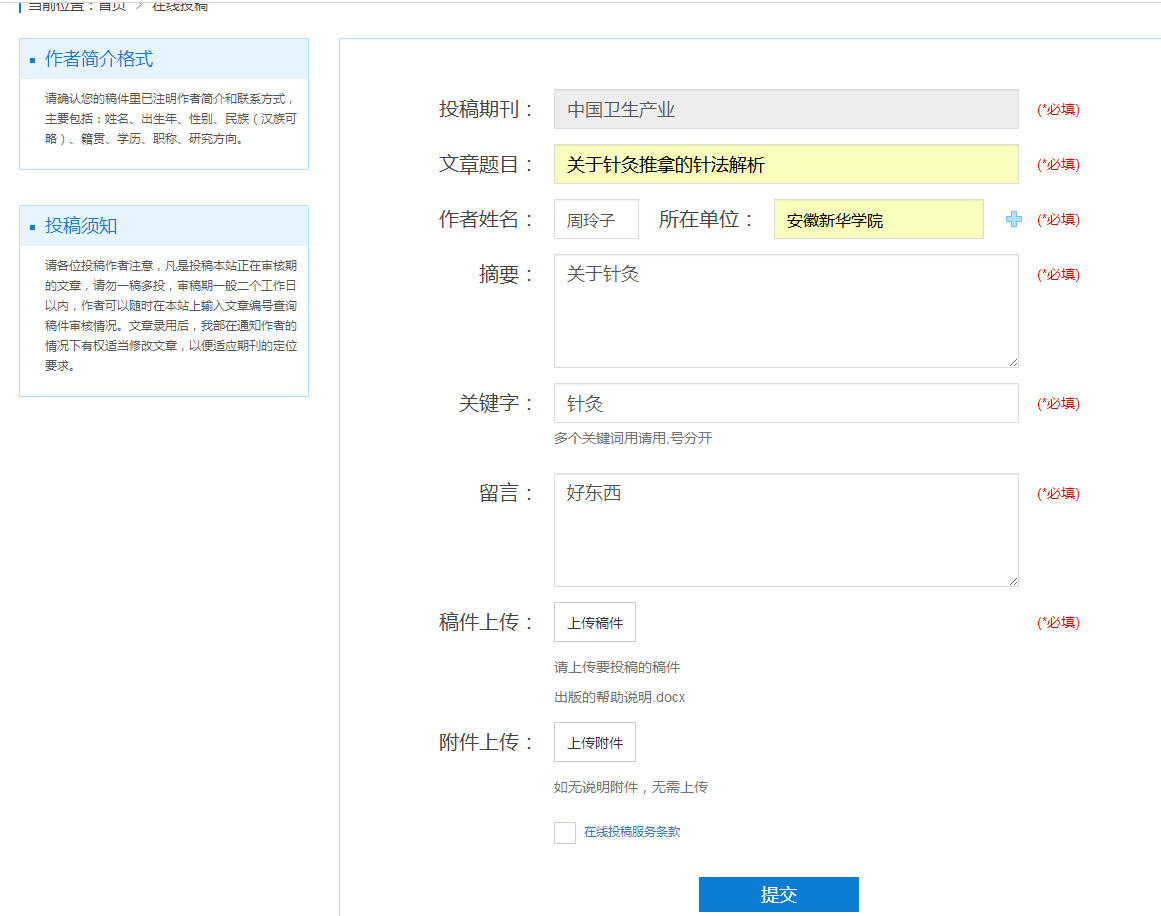 当前位置：首页 > 在线投稿
作者简介格式
请确认您的稿件里已注明作者简介和联系方式，
主要包括：姓名、出生年、性别、民族（汉族可
略）、籍贯、学历、职称、研究方向。
投稿须知
请各位投稿作者注意，凡是投稿本站正在审核期
的文章，请勿一稿多投，审稿期一般二个工作日
以内，作者可以随时在本站上输入文章编号查询
稿件审核情况。文章录用后，我部在通知作者的
情况下有权适当修改文章，以便适应期刊的定位
要求。
投稿期刊： 中国卫生产业 (*必填)
文章题目： 关于针灸推拿的针法解析 (*必填)
作者姓名： 周玲子 所在单位： 安徽新华学院 (*必填)
摘要： 关于针灸 (*必填)
关键字： 针灸 (*必填)
多个关键词用请用,号分开
留言： 好东西 (*必填)
稿件上传： 上传稿件 (*必填)
请上传要投稿的稿件
出版的帮助说明.docx
附件上传： 上传附件
如无说明附件，无需上传
在线投稿服务条款
提交